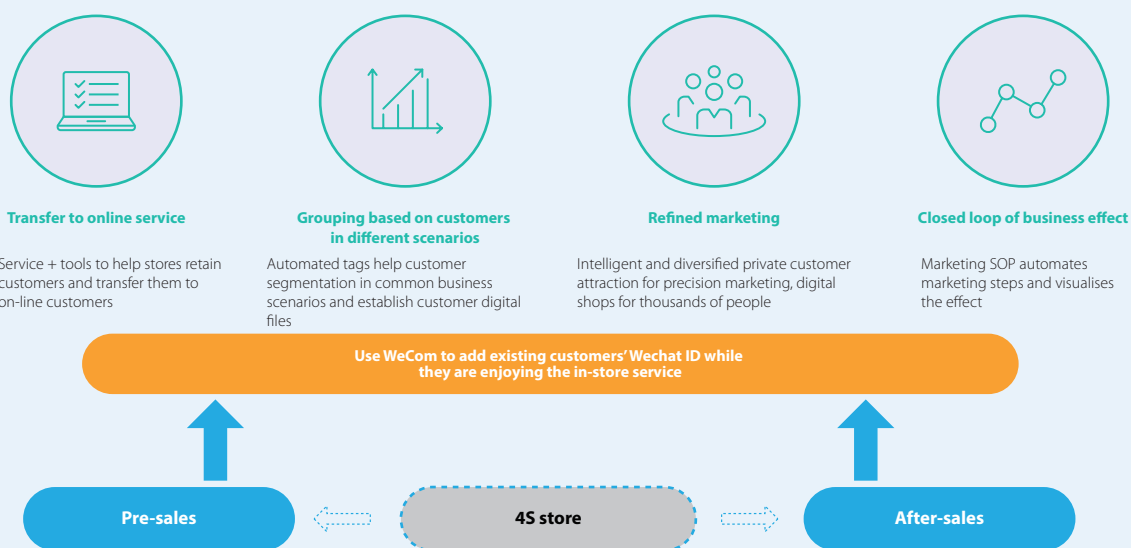 Transfer to online service
Service + tools to help stores retain
customers and transfer them to
on-line customers
Grouping based on customers
in different scenarios
Automated tags help customer
segmentation in common business
scenarios and establish customer digital
files
Refined marketing
Intelligent and diversified private customer
attraction for precision marketing, digital
shops for thousands of people
Closed loop of business effect
Marketing SOP automates
marketing steps and visualises
the effect
Use WeCom to add existing customers’ Wechat ID while
they are enjoying the in-store service
Pre-sales
4S store
After-sales